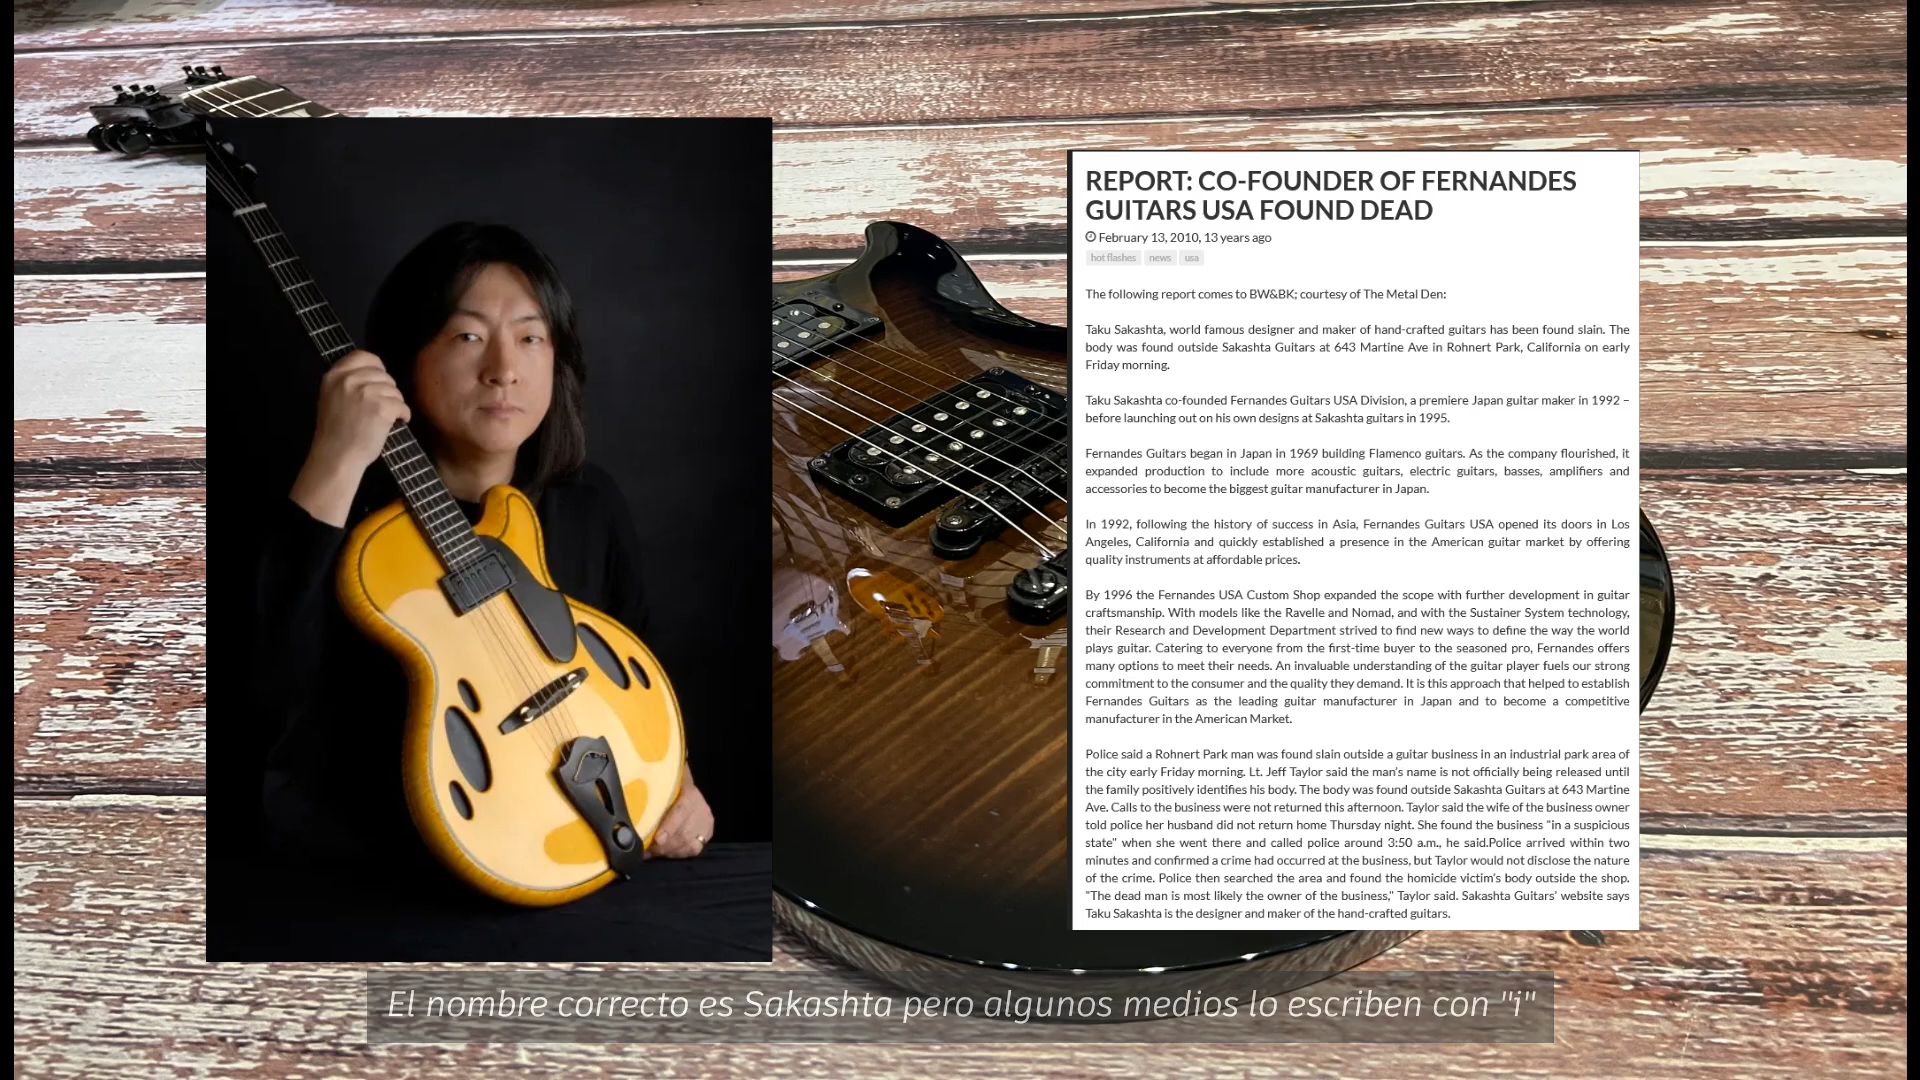 REPORT: CO-FOUNDER OF FERNANDES
GUITARS USA FOUND DEAD
February 13, 2010, 13 years ago
hot flashes news usa
The following report comes to BW&BK; courtesy of The Metal Den:
Taku Sakashta, world famous designer and maker of hand-crafted guitars has been found slain. The
body was found outside Sakashta Guitars at 643 Martine Ave in Rohnert Park, California on early
Friday morning.
Taku Sakashta co-founded Fernandes Guitars USA Division, a premiere Japan guitar maker in 1992 –
before launching out on his own designs at Sakashta guitars in 1995.
Fernandes Guitars began in Japan in 1969 building Flamenco guitars. As the company flourished, it
expanded production to include more acoustic guitars, electric guitars, basses, amplifiers and
accessories to become the biggest guitar manufacturer in Japan.
In 1992, following the history of success in Asia, Fernandes Guitars USA opened its doors in Los
Angeles, California and quickly established a presence in the American guitar market by offering
quality instruments at affordable prices.
By 1996 the Fernandes USA Custom Shop expanded the scope with further development in guitar
craftsmanship. With models like the Ravelle and Nomad, and with the Sustainer System technology,
their Research and Development Department strived to find new ways to define the way the world
plays guitar. Catering to everyone from the first-time buyer to the seasoned pro, Fernandes offers
many options to meet their needs. An invaluable understanding of the guitar player fuels our strong
commitment to the consumer and the quality they demand. It is this approach that helped to establish
Fernandes Guitars as the leading guitar manufacturer in Japan and to become a competitive
manufacturer in the American Market.
Police said a Rohnert Park man was found slain outside a guitar business in an industrial park area of
the city early Friday morning. Lt. Jeff Taylor said the man's name is not officially being released until
the family positively identifies his body. The body was found outside Sakashta Guitars at 643 Martine
Ave. Calls to the business were not returned this afternoon. Taylor said the wife of the business owner
told police her husband did not return home Thursday night. She found the business "in a suspicious
state" when she went there and called police around 3:50 a.m., he said.Police arrived within two
minutes and confirmed a crime had occurred at the business, but Taylor would not disclose the nature
of the crime. Police then searched the area and found the homicide victim's body outside the shop.
"The dead man is most likely the owner of the business," Taylor said. Sakashta Guitars' website says
Taku Sakashta is the designer and maker of the hand-crafted guitars.
El nombre correcto es Sakashta pero algunos medios lo escriben con "i"